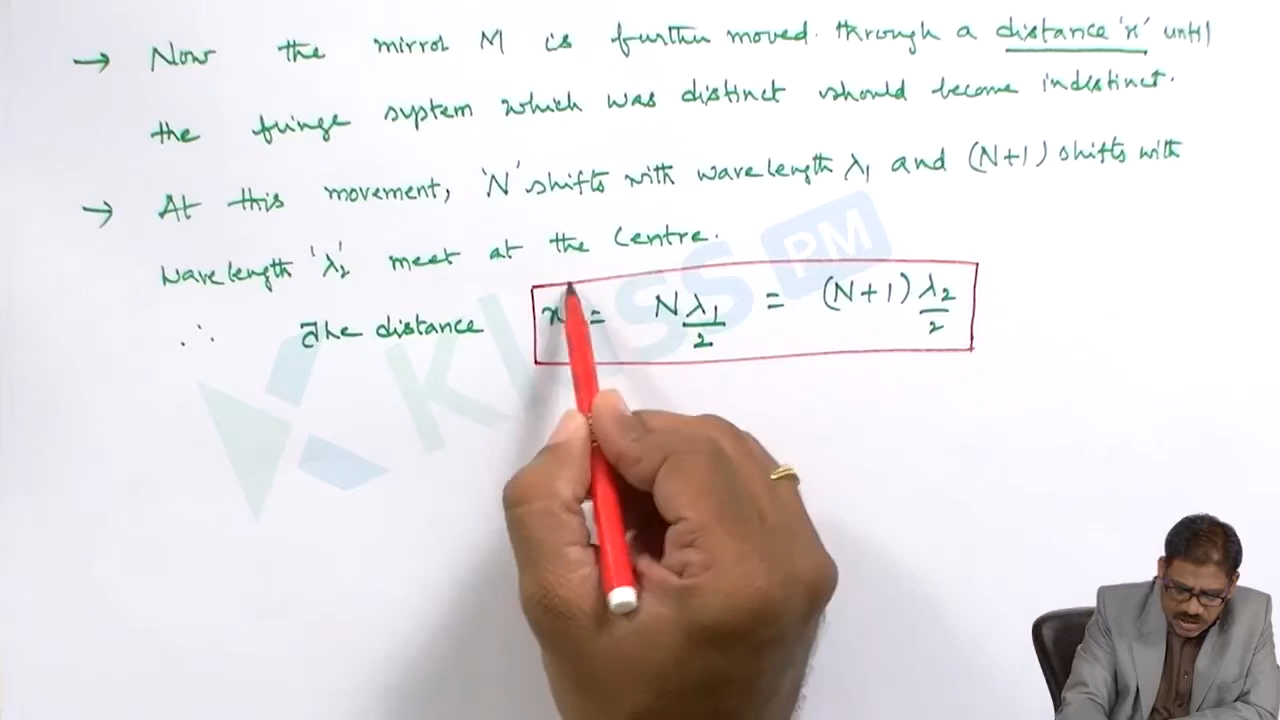 → Now the mirror M is further moved. through a distance 'x' until
the fringe system which was distinct should become indistinct.
→ At this movement, 'N' shifts with wavelength λ₁ and (N+1) shifts with
wavelength 'λ₂' meet at the centre.
∴ The distance x = Nλ₁/2 = (N+1) λ₂/2
Klass PM